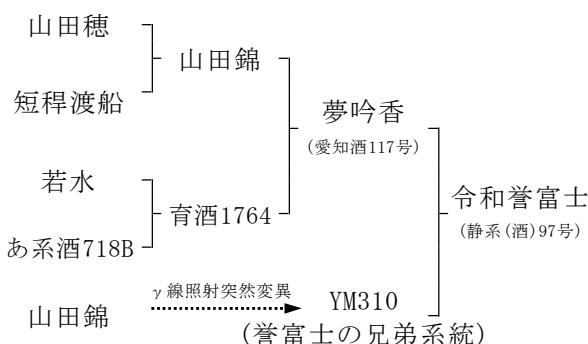 山田穂
短稈渡船
山田錦
若水
あ系酒718B
育酒1764
夢吟香
(愛知酒117号)
山田錦
γ線照射突然変異
YM310
(誉富士の兄弟系統)
令和誉富士
(静系(酒)97号)